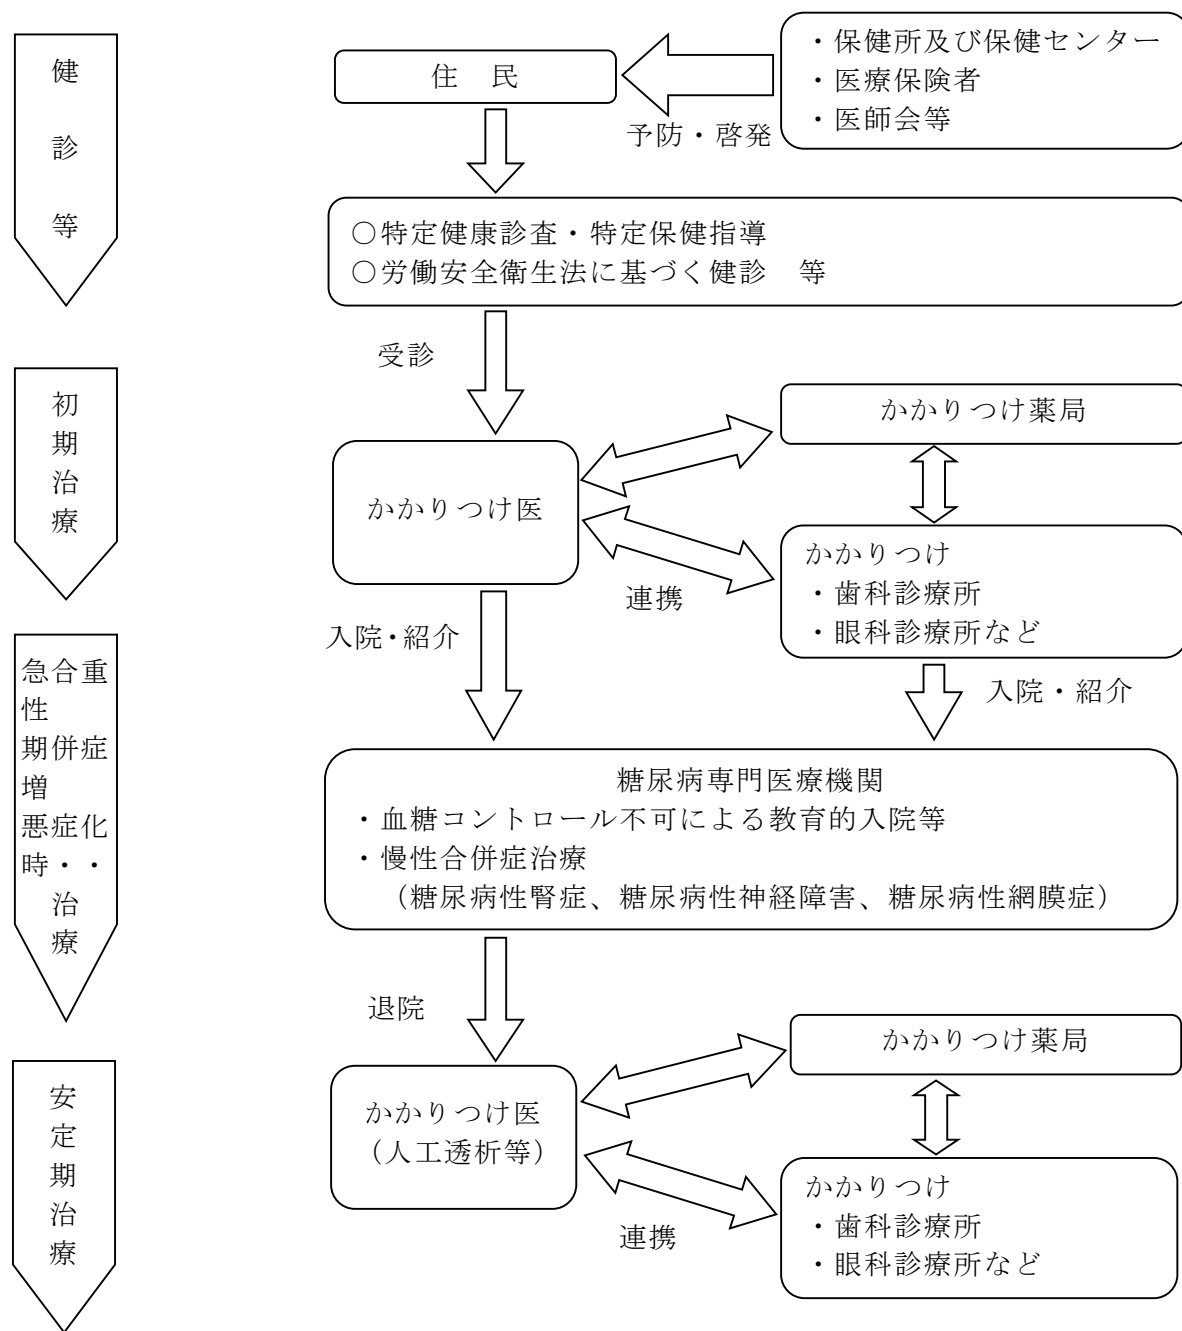 健診等
住　民
・保健所及び保健センター
・医療保険者
・医師会等
予防・啓発
○特定健康診査・特定保健指導
○労働安全衛生法に基づく健診　等
受診
初期治療
かかりつけ医
かかりつけ薬局
連携
かかりつけ
・歯科診療所
・眼科診療所など
入院・紹介
入院・紹介
急合重
性
期併症
増
悪症化
時・・
治
療
糖尿病専門医療機関
・血糖コントロール不可による教育的入院等
・慢性合併症治療
（糖尿病性腎症、糖尿病性神経障害、糖尿病性網膜症）
退院
安定期治療
かかりつけ医
（人工透析等）
かかりつけ薬局
連携
かかりつけ
・歯科診療所
・眼科診療所など